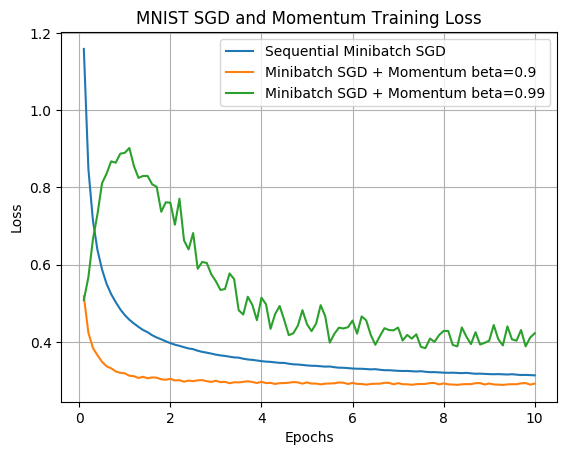 MNIST SGD and Momentum Training Loss
1.2
Sequential Minibatch SGD
Minibatch SGD + Momentum beta=0.9
Minibatch SGD + Momentum beta=0.99
1.0
0.8
Loss
0.6
0.4
0 2 4 6 8 10
Epochs